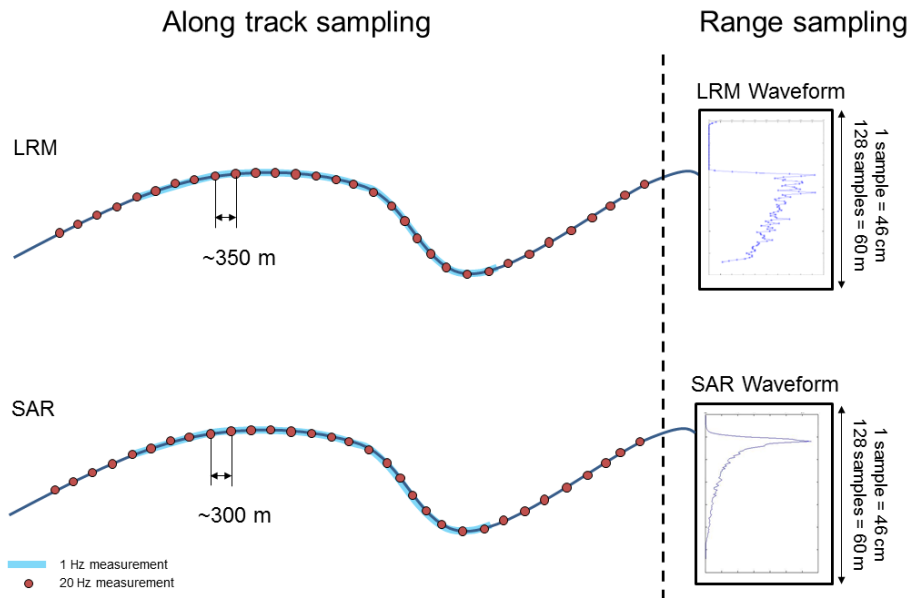 Along track sampling
Range sampling
LRM
~350 m
LRM Waveform
1 sample = 46 cm
128 samples = 60 m
SAR
~300 m
SAR Waveform
1 sample = 46 cm
128 samples = 60 m
1 Hz measurement
20 Hz measurement